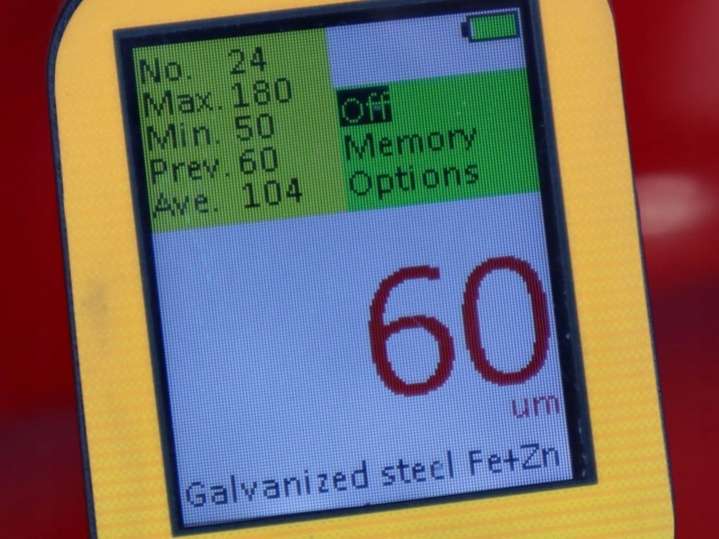 No. 24
Max. 180
Min. 50
Prev. 60
Ave. 104
Off
Memory
Options
60
um
Galvanized steel Fe+Zn